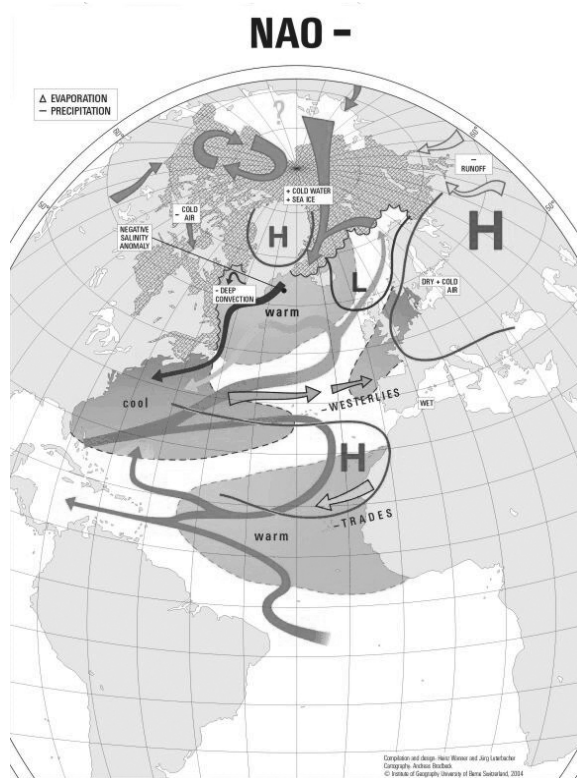 NAO -
△ EVAPORATION
— PRECIPITATION
?
–
RUNOFF
+ COLD WATER
+ SEA ICE
– COLD
AIR
H
H
NEGATIVE
SALINITY
ANOMALY
L
- DEEP
CONVECTION
DRY + COLD
AIR
warm
cool
–WESTERLIES
WET
H
–TRADES
warm
Compilation and design: Heinz Wanner and Jürg Luterbacher
Cartography: Andreas Brodbeck
© Institute of Geography University of Berne Switzerland, 2004